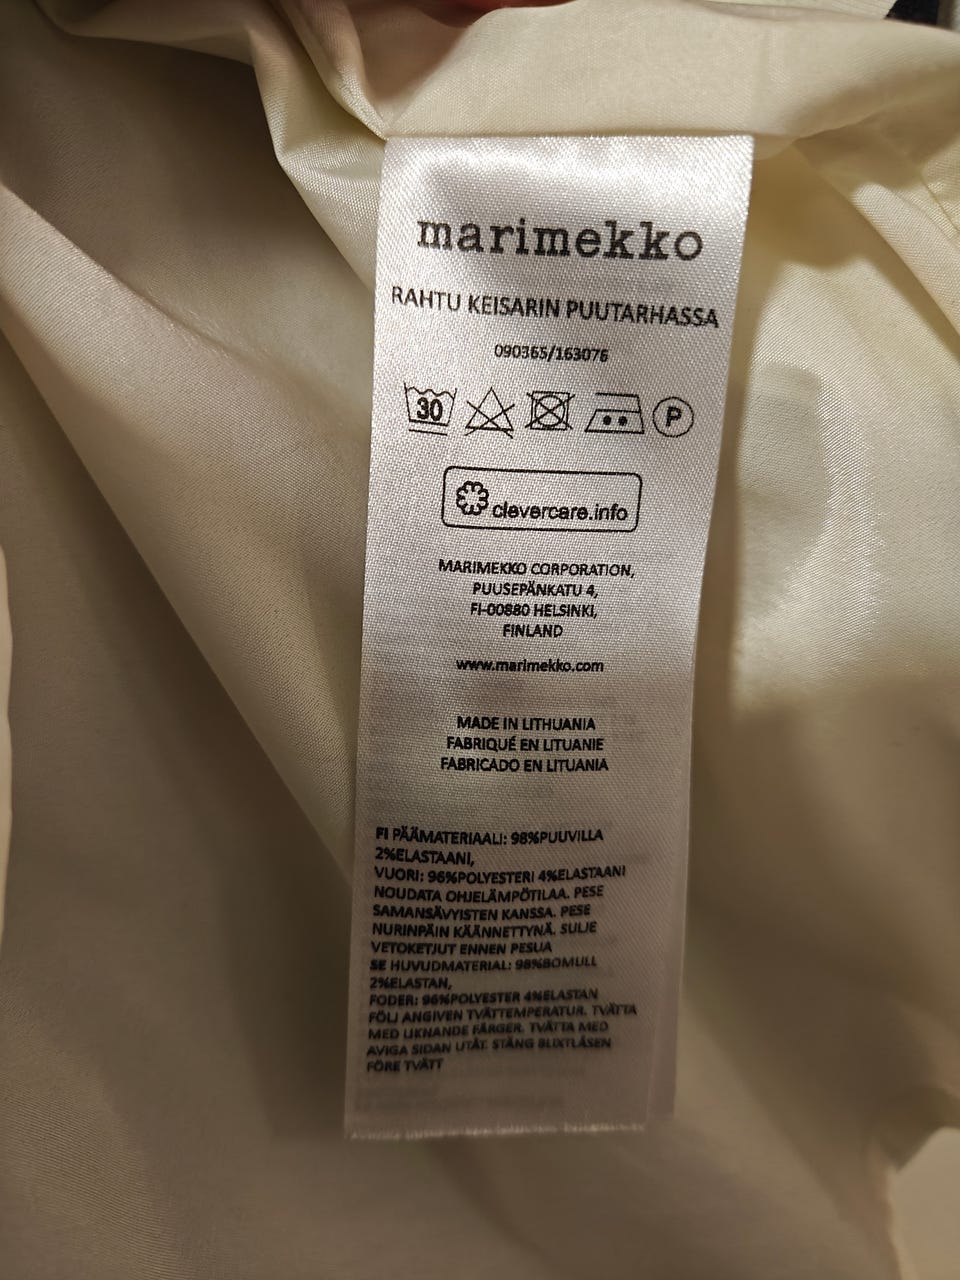 marimekko
RAHTU KEISARIN PUUTARHASSA
090365/163076
30 P
clevercare.info
MARIMEKKO CORPORATION,
PUUSEPÄNKATU 4,
FI-00880 HELSINKI,
FINLAND
www.marimekko.com
MADE IN LITHUANIA
FABRIQUÉ EN LITUANIE
FABRICADO EN LITUANIA
FI PÄÄMATERIAALI: 98%PUUVILLA
2%ELASTAANI,
VUORI: 96%POLYESTERI 4%ELASTAANI
NOUDATA OHJELÄMPÖTILAA. PESE
SAMANSÄVYISTEN KANSSA. PESE
NURINPÄIN KÄÄNNETTYNÄ. SULJE
VETOKETJUT ENNEN PESUA
SE HUVUDMATERIAL: 98%BOMULL
2%ELASTAN,
FODER: 96%POLYESTER 4%ELASTAN
FÖLJ ANGIVEN TVÄTTEMPERATUR. TVÄTTA
MED LIKNANDE FÄRGER. TVÄTTA MED
AVIGA SIDAN UTÅT. STÄNG BLIXTLÅSEN
FÖRE TVÄTT